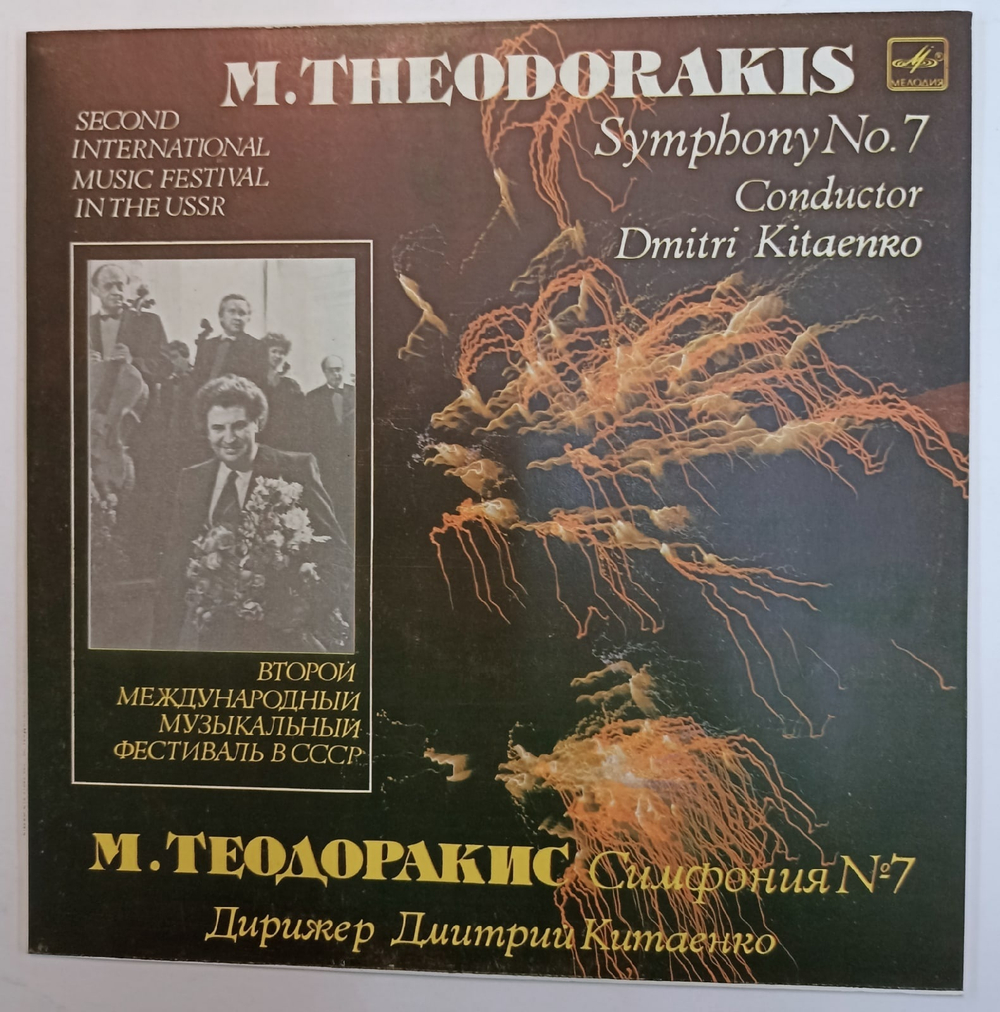 M. THEODORAKIS
МЕЛОДИЯ
Symphony No. 7
Conductor
Dmitri Kitaenko
SECOND
INTERNATIONAL
MUSIC FESTIVAL
IN THE USSR
ВТОРОЙ
МЕЖДУНАРОДНЫЙ
МУЗЫКАЛЬНЫЙ
ФЕСТИВАЛЬ В СССР
М. ТЕОДОРАКИС Симфония №7
Дирижер Дмитрий Китаенко